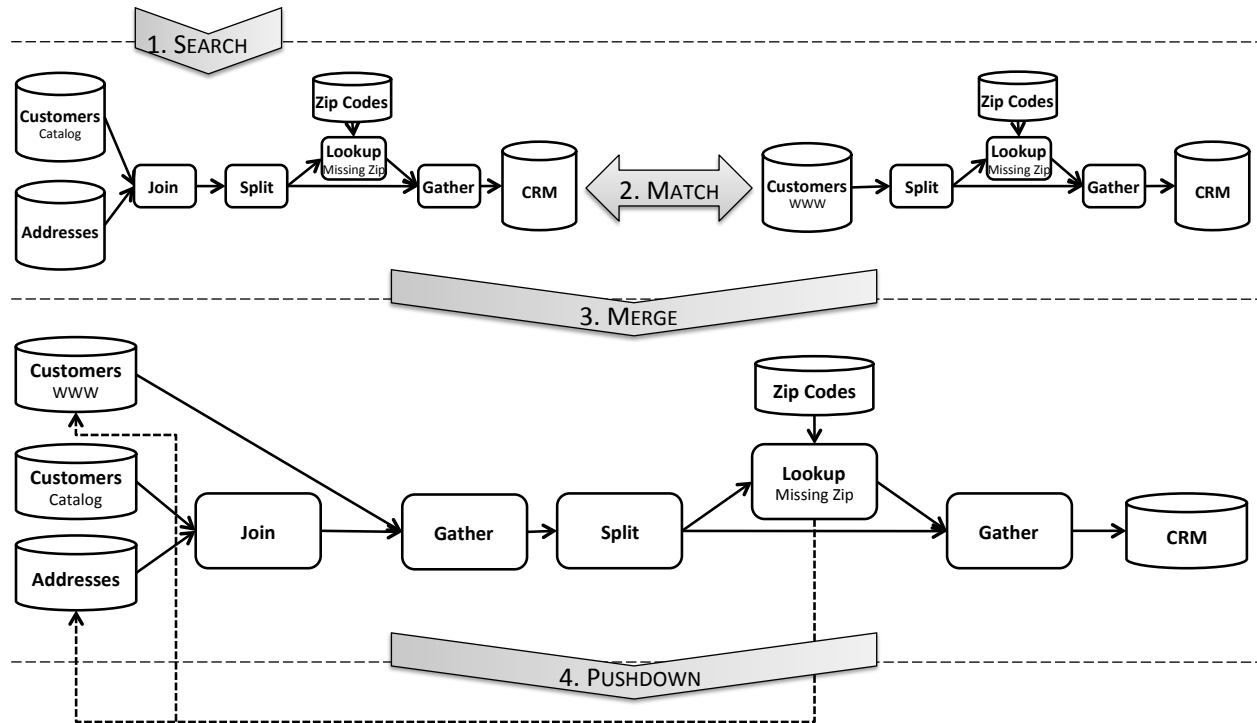 1. SEARCH
Customers
Catalog
Addresses
Join
Split
Zip Codes
Lookup
Missing Zip
Gather
CRM
2. MATCH
Customers
WWW
Split
Zip Codes
Lookup
Missing Zip
Gather
CRM
3. MERGE
Customers
WWW
Customers
Catalog
Addresses
Join
Gather
Split
Zip Codes
Lookup
Missing Zip
Gather
CRM
4. PUSHDOWN